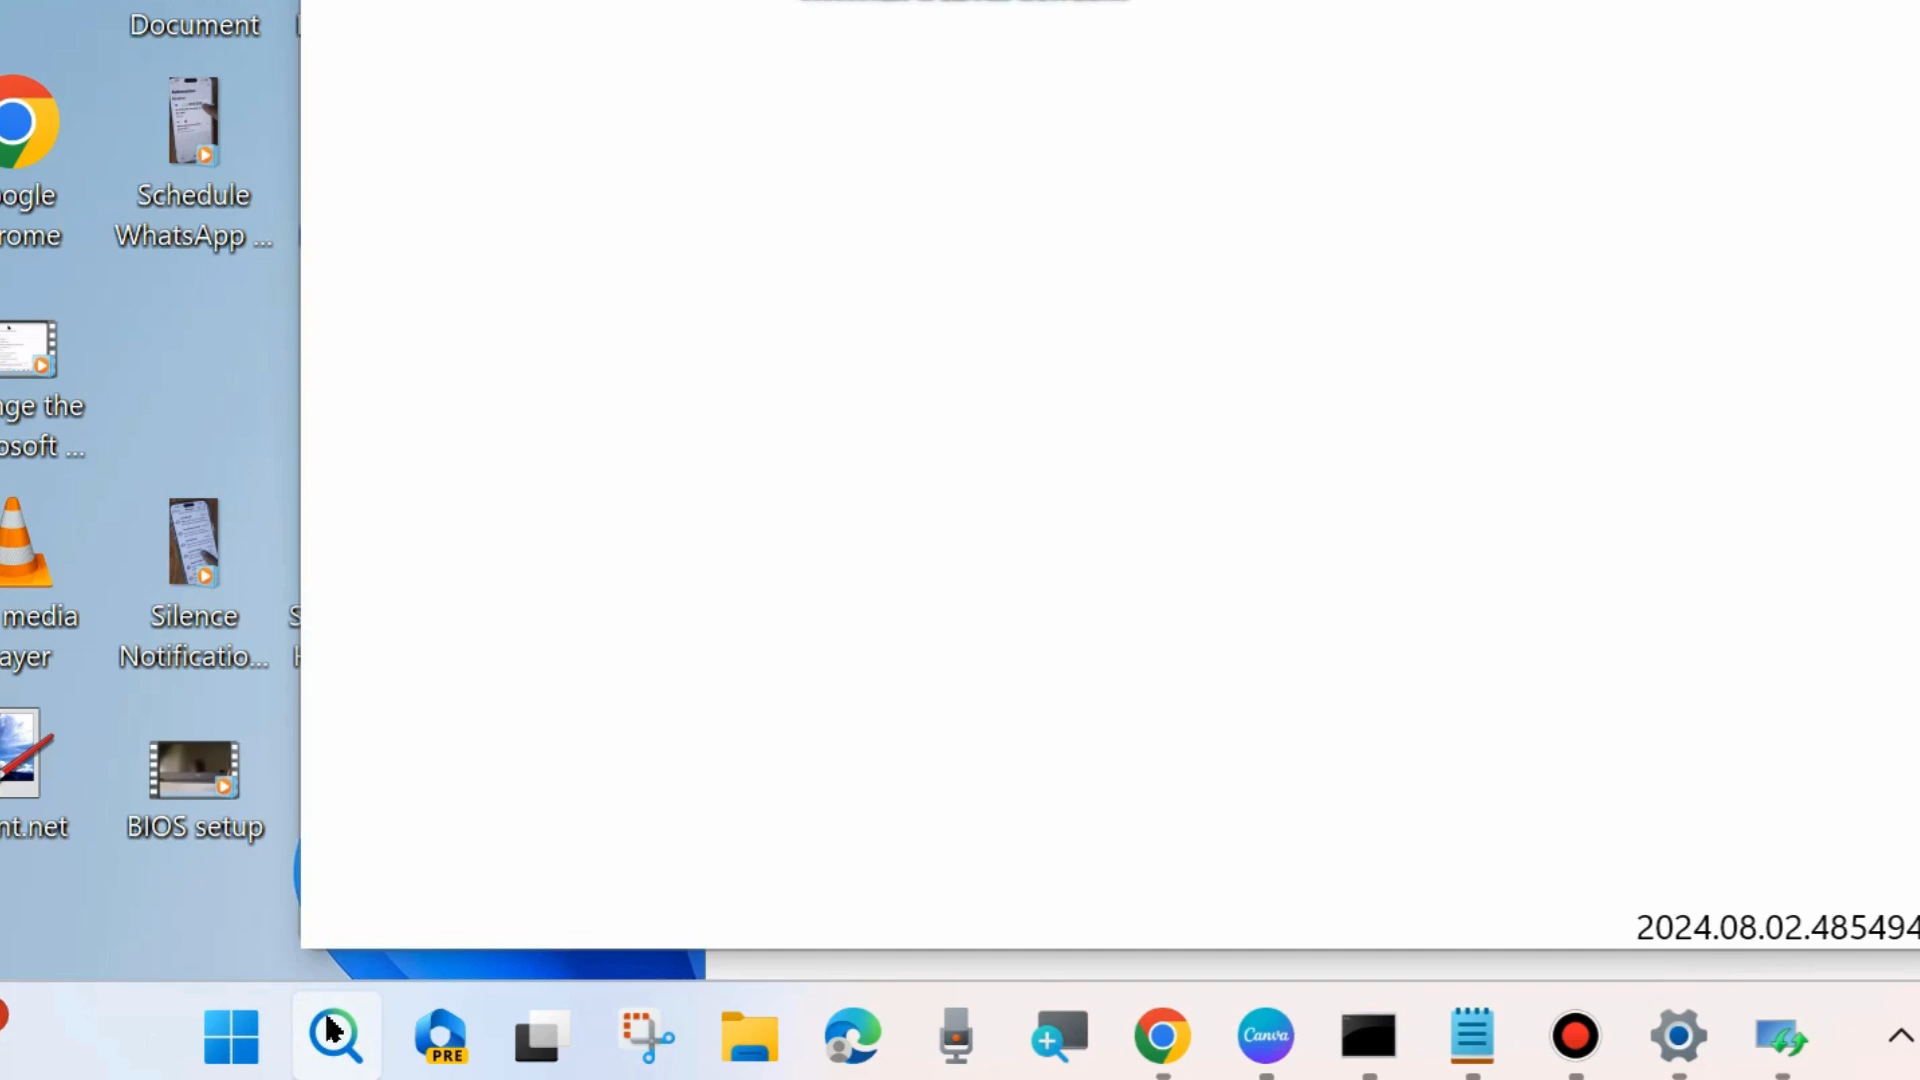 Document
Schedule
WhatsApp ...
ogle
rome
nge the
osoft ...
media
ayer
Silence
Notificatio...
nt.net
BIOS setup
2024.08.02.485494
PRE
Canva